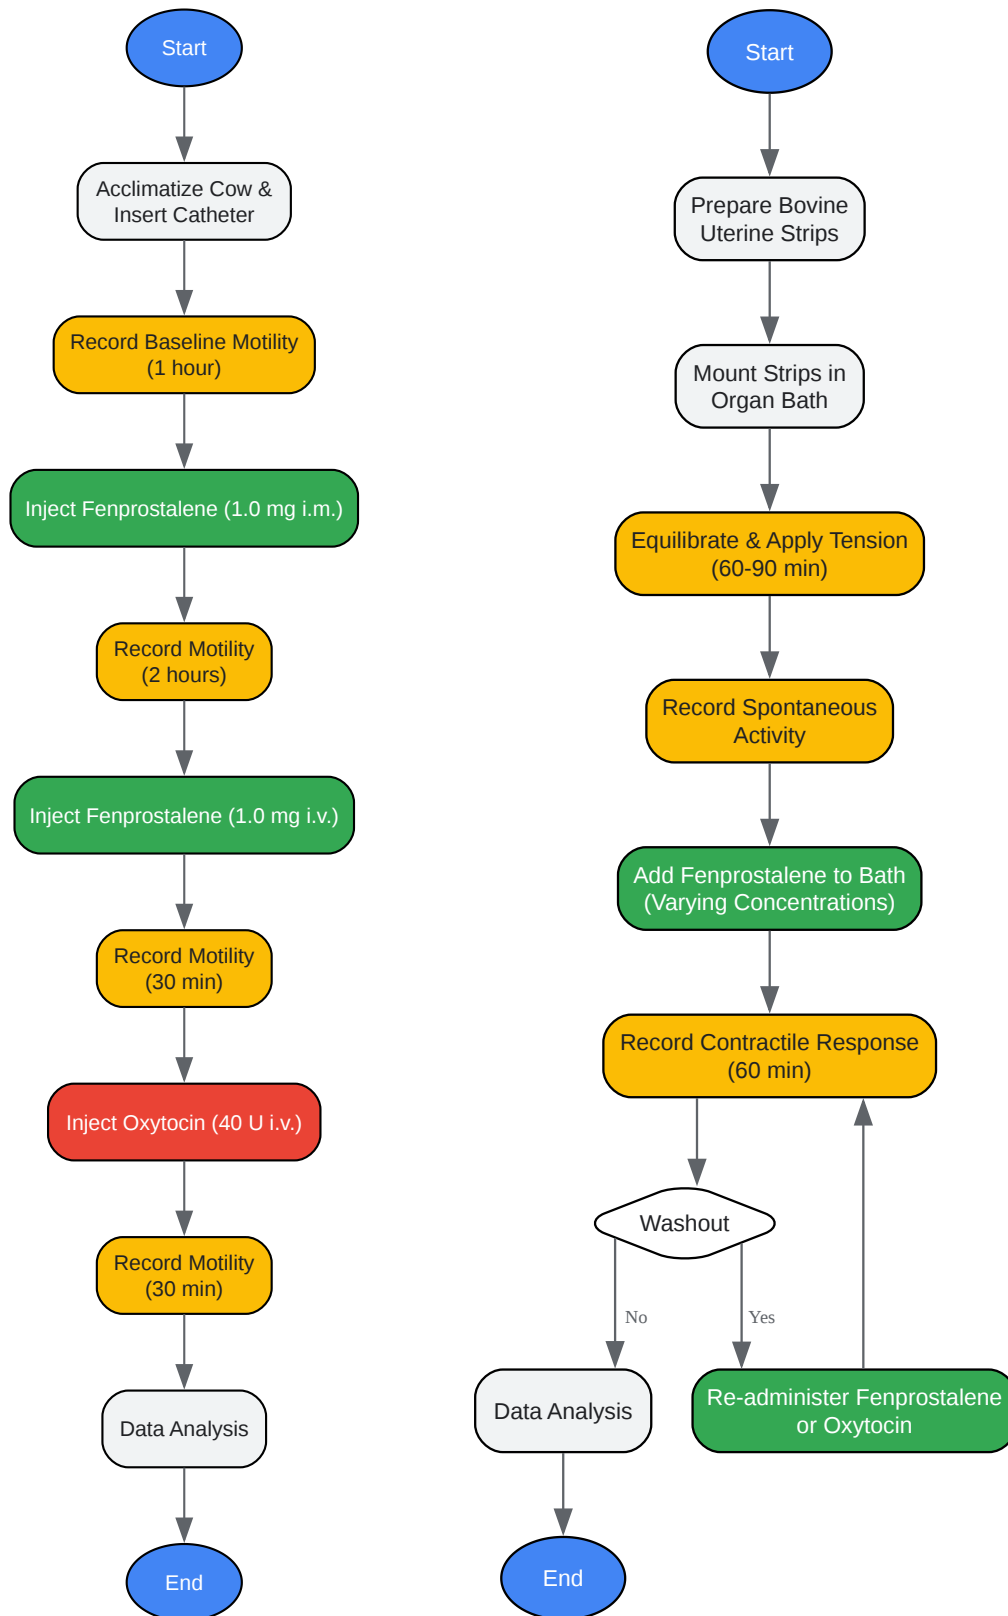 Start
Acclimatize Cow &
Insert Catheter
Record Baseline Motility
(1 hour)
Inject Fenprostalene (1.0 mg i.m.)
Record Motility
(2 hours)
Inject Fenprostalene (1.0 mg i.v.)
Record Motility
(30 min)
Inject Oxytocin (40 U i.v.)
Record Motility
(30 min)
Data Analysis
End
Start
Prepare Bovine
Uterine Strips
Mount Strips in
Organ Bath
Equilibrate & Apply Tension
(60-90 min)
Record Spontaneous
Activity
Add Fenprostalene to Bath
(Varying Concentrations)
Record Contractile Response
(60 min)
Washout
No
Yes
Data Analysis
Re-administer Fenprostalene
or Oxytocin
End